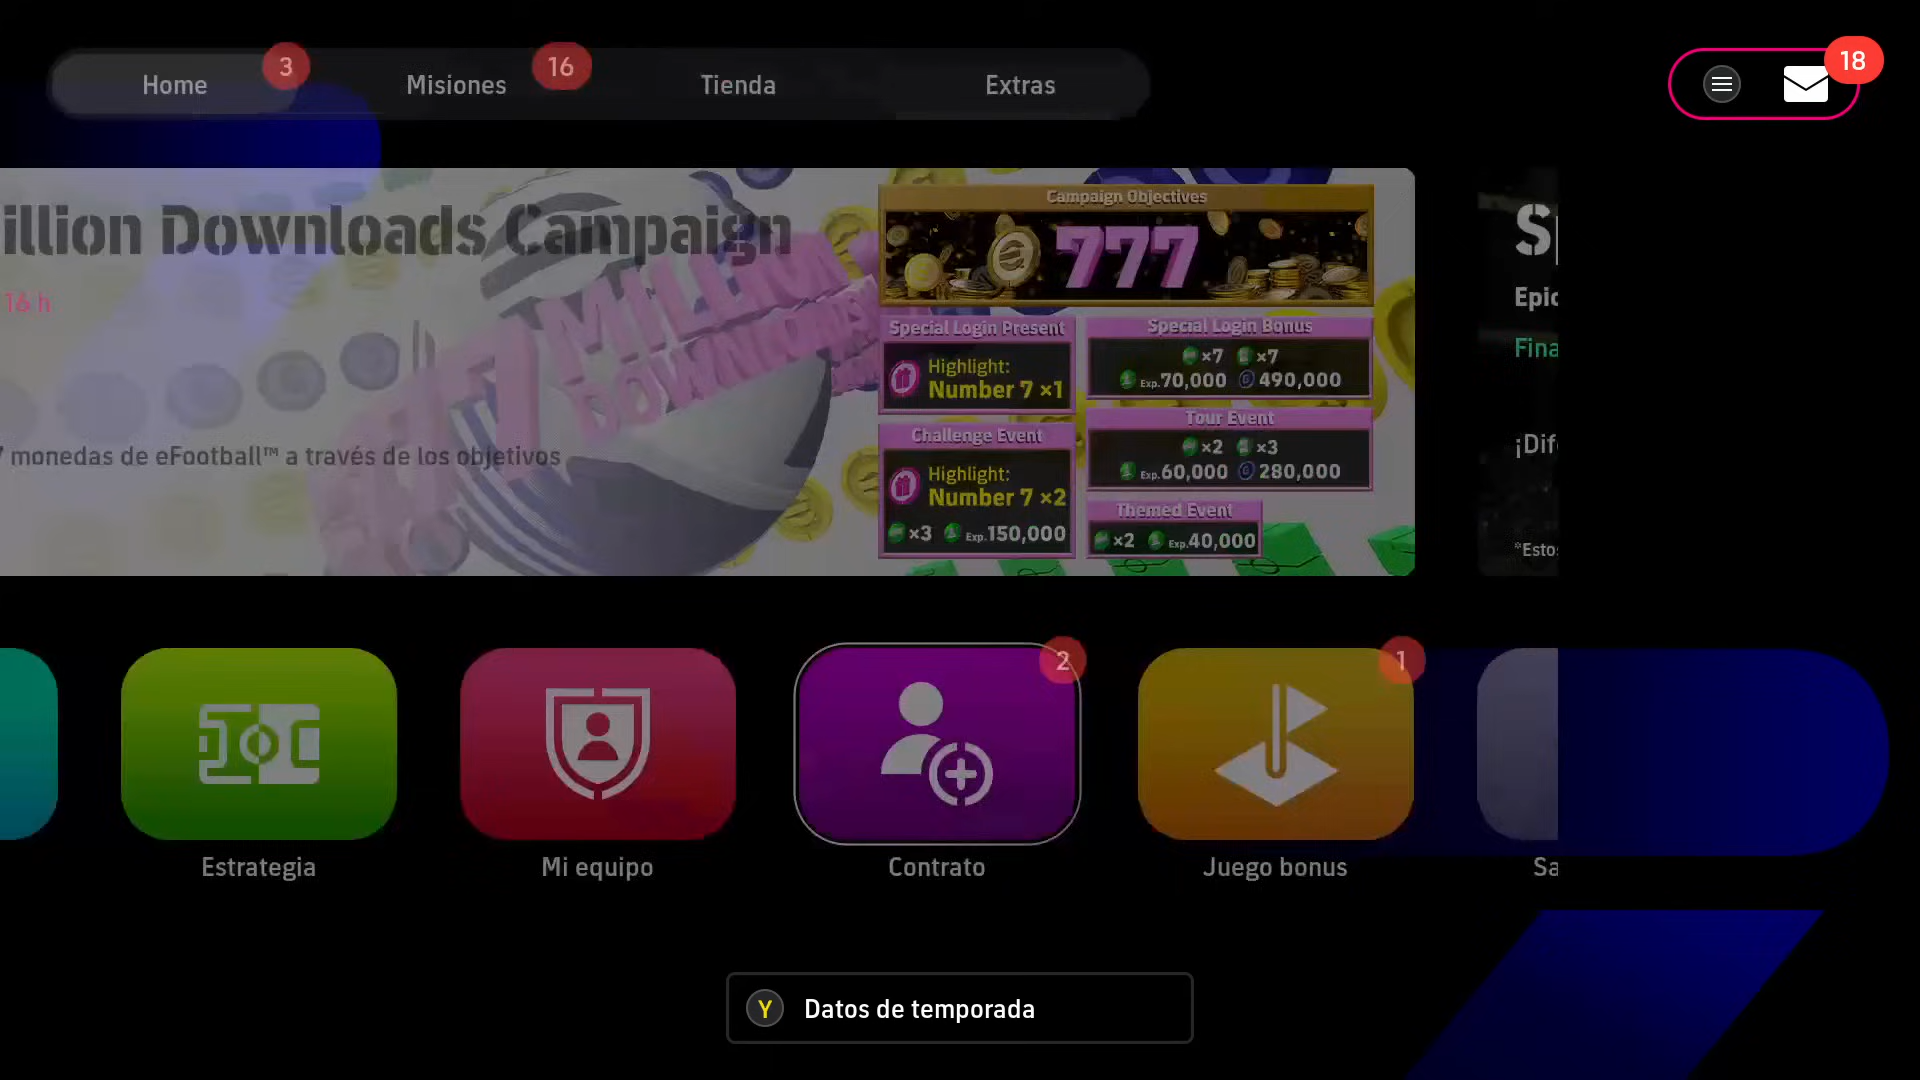 Home
3
Misiones
16
Tienda
Extras
18
illion Downloads Campaign
16 h
7 monedas de eFootball™ a través de los objetivos
7 MILLION
DOWNLOADS
Campaign Objectives
777
Special Login Present
Highlight:
Number 7 ×1
Special Login Bonus
×7 ×7
Exp.70,000 490,000
Challenge Event
Highlight:
Number 7 ×2
×3 Exp.150,000
Tour Event
×2 ×3
Exp.60,000 280,000
Themed Event
×2 Exp.40,000
Epic
Fina
¡Dif
*Esto
2
1
Estrategia
Mi equipo
Contrato
Juego bonus
Sa
Y Datos de temporada